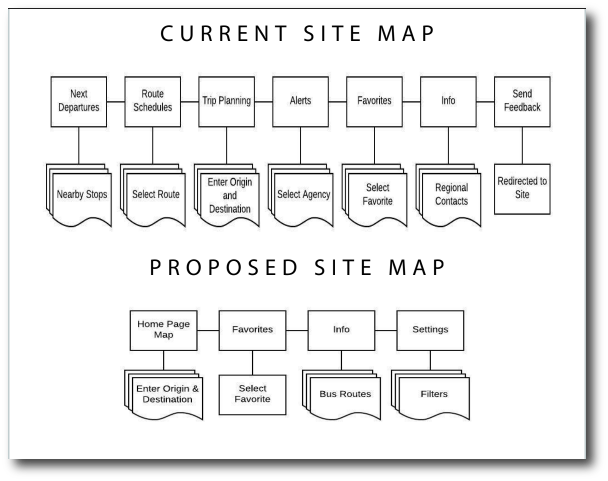 CURRENT SITE MAP
Next
Departures
Route
Schedules
Trip Planning
Alerts
Favorites
Info
Send
Feedback
Nearby Stops
Select Route
Enter Origin
and
Destination
Select Agency
Select
Favorite
Regional
Contacts
Redirected to
Site
PROPOSED SITE MAP
Home Page
Map
Favorites
Info
Settings
Enter Origin &
Destination
Select
Favorite
Bus Routes
Filters